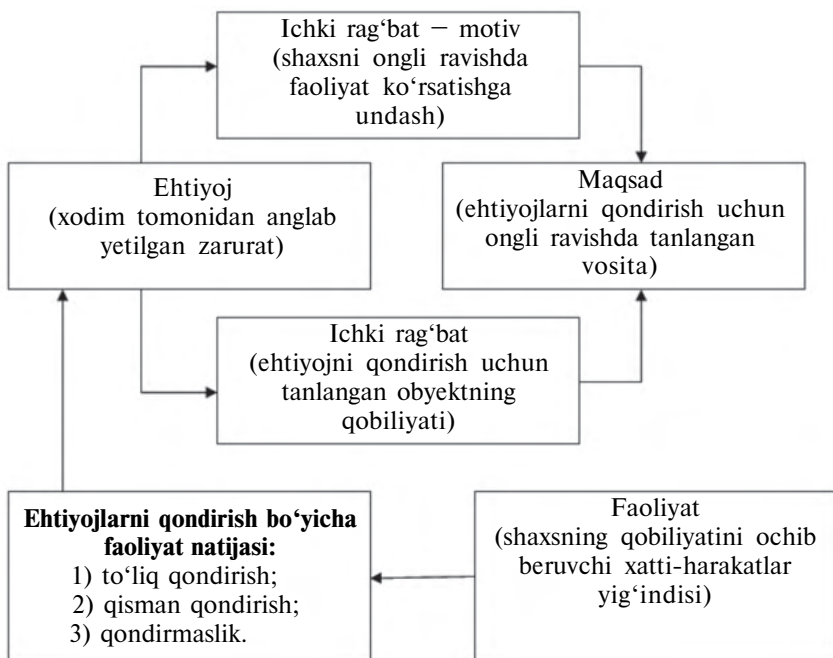 Ichki rag‘bat – motiv
(shaxsni ongli ravishda
faoliyat ko‘rsatishga
undash)
Ehtiyoj
(xodim tomonidan anglab
yetilgan zarurat)
Maqsad
(ehtiyojlarni qondirish uchun
ongli ravishda tanlangan
vosita)
Ichki rag‘bat
(ehtiyojni qondirish uchun
tanlangan obyektning
qobiliyati)
Ehtiyojlarni qondirish bo‘yicha
faoliyat natijasi:
1) to‘liq qondirish;
2) qisman qondirish;
3) qondirmaslik.
Faoliyat
(shaxsning qobiliyatini ochib
beruvchi xatti-harakatlar
yig‘indisi)